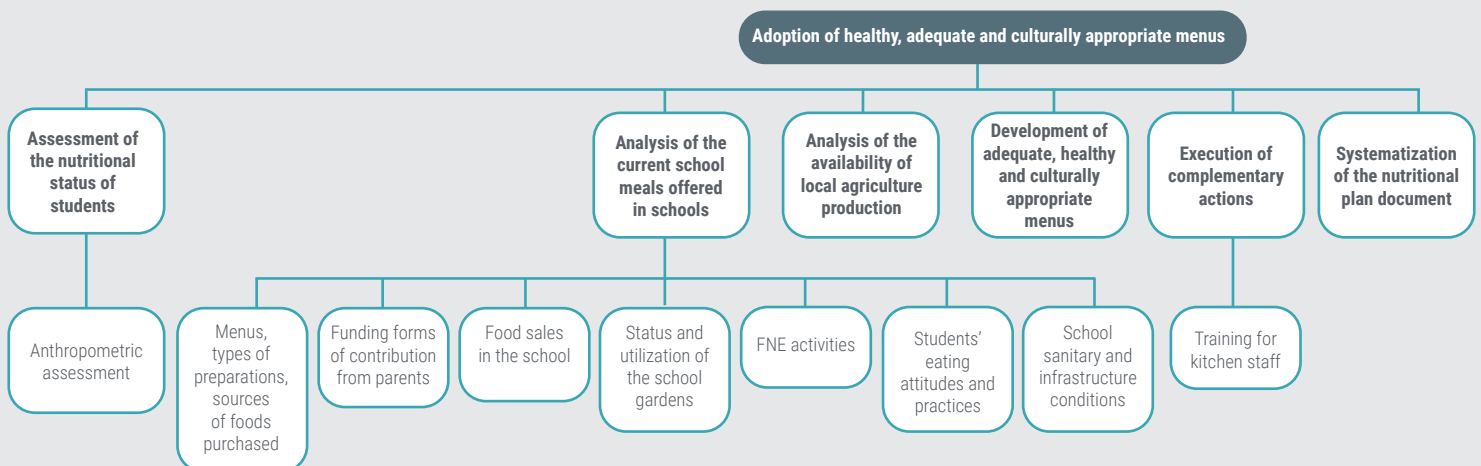 Adoption of healthy, adequate and culturally appropriate menus
Assessment of
the nutritional
status of
students
Analysis of the
current school
meals offered
in schools
Analysis of the
availability of
local agriculture
production
Development of
adequate, healthy
and culturally
appropriate
menus
Execution of
complementary
actions
Systematization
of the nutritional
plan document
Anthropometric
assessment
Menus,
types of
preparations,
sources
of foods
purchased
Funding forms
of contribution
from parents
Food sales
in the school
Status and
utilization of
the school
gardens
FNE activities
Students’
eating
attitudes and
practices
School
sanitary and
infrastructure
conditions
Training for
kitchen staff